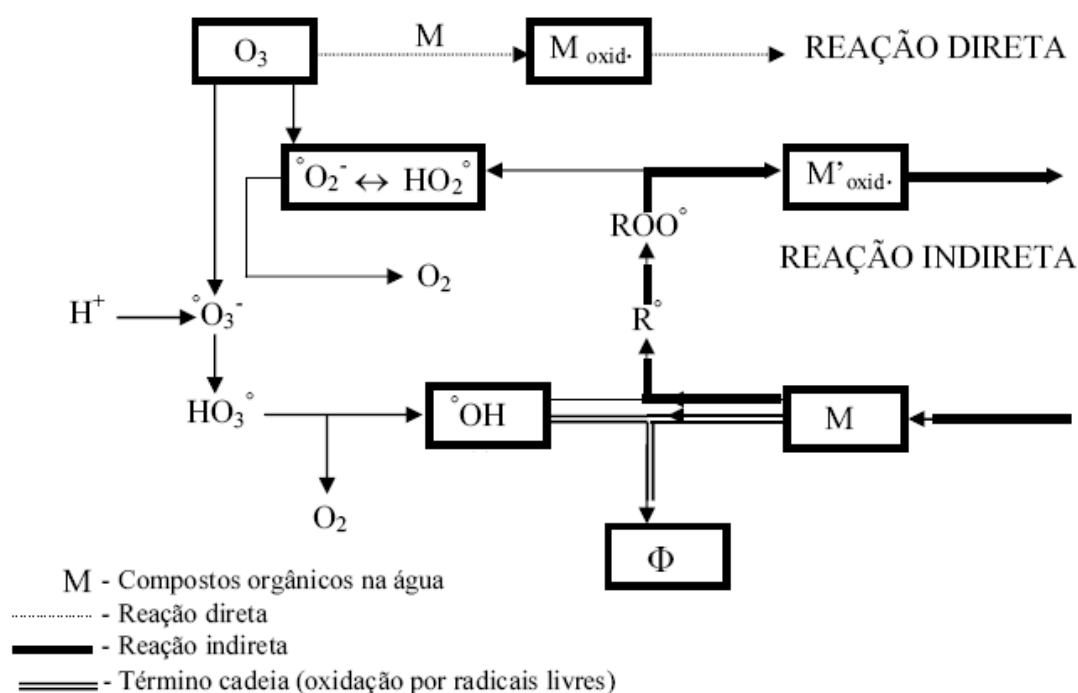 M
O₃
M oxid.
REAÇÃO DIRETA
°O₂⁻ ↔ HO₂°
M’oxid.
ROO°
REAÇÃO INDIRETA
O₂
H⁺
°O₃⁻
R°
HO₃°
°OH
M
O₂
Φ
M - Compostos orgânicos na água
- Reação direta
- Reação indireta
- Término cadeia (oxidação por radicais livres)